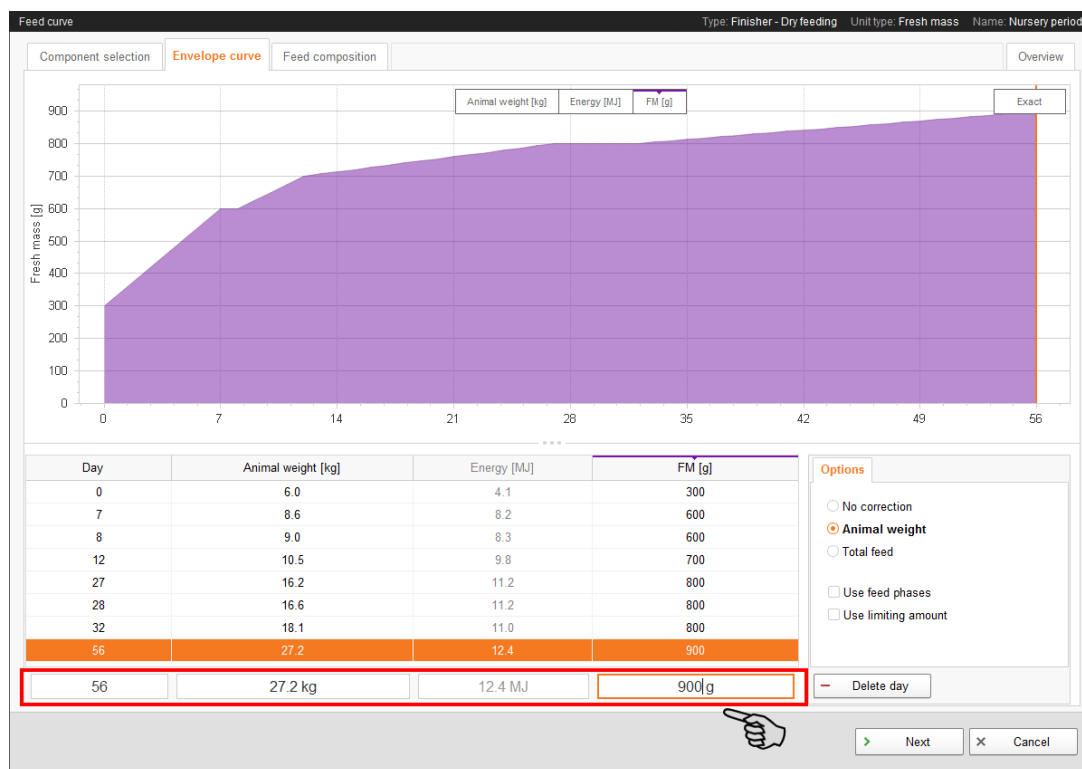 Feed curve Type: Finisher - Dry feeding Unit type: Fresh mass Name: Nursery period
Component selection Envelope curve Feed composition Overview
Animal weight [kg] Energy [MJ] FM [g] Exact
Fresh mass [g]
900
800
700
600
500
400
300
200
100
0
0 7 14 21 28 35 42 49 56
Day Animal weight [kg] Energy [MJ] FM [g]
0 6.0 4.1 300
7 8.6 8.2 600
8 9.0 8.3 600
12 10.5 9.8 700
27 16.2 11.2 800
28 16.6 11.2 800
32 18.1 11.0 800
56 27.2 12.4 900
56 27.2 kg 12.4 MJ 900 g
Options
No correction
Animal weight
Total feed
Use feed phases
Use limiting amount
Delete day
Next Cancel